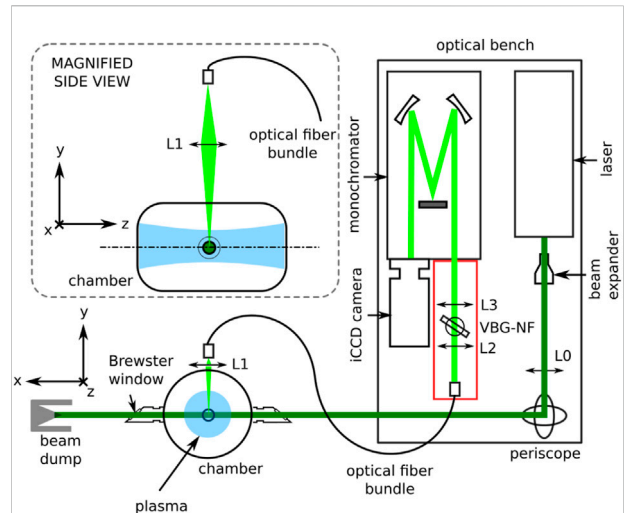 MAGNIFIED
SIDE VIEW
y
x
z
L1
optical fiber
bundle
chamber
optical bench
monochromator
laser
beam
expander
iCCD camera
L3
VBG-NF
L2
L0
periscope
y
x
z
Brewster
window
L1
beam
dump
chamber
plasma
optical fiber
bundle